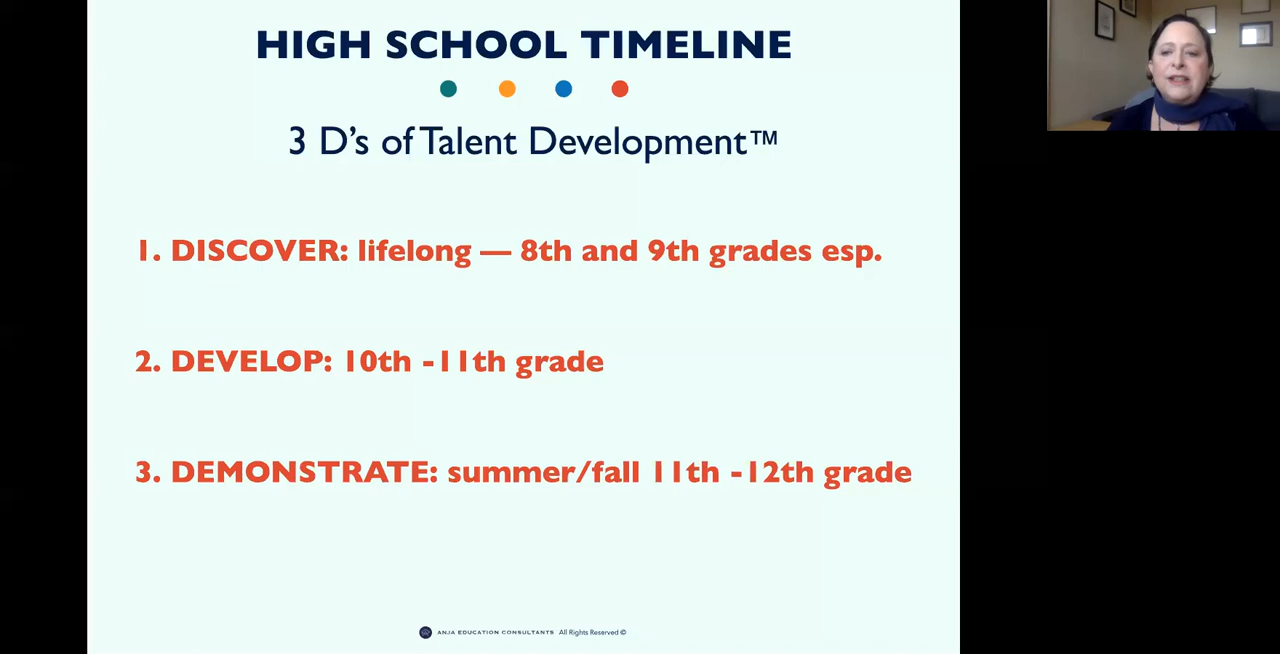 HIGH SCHOOL TIMELINE
3 D's of Talent Development™
1. DISCOVER: lifelong — 8th and 9th grades esp.
2. DEVELOP: 10th -11th grade
3. DEMONSTRATE: summer/fall 11th -12th grade
ANJA EDUCATION CONSULTANTS All Rights Reserved ©